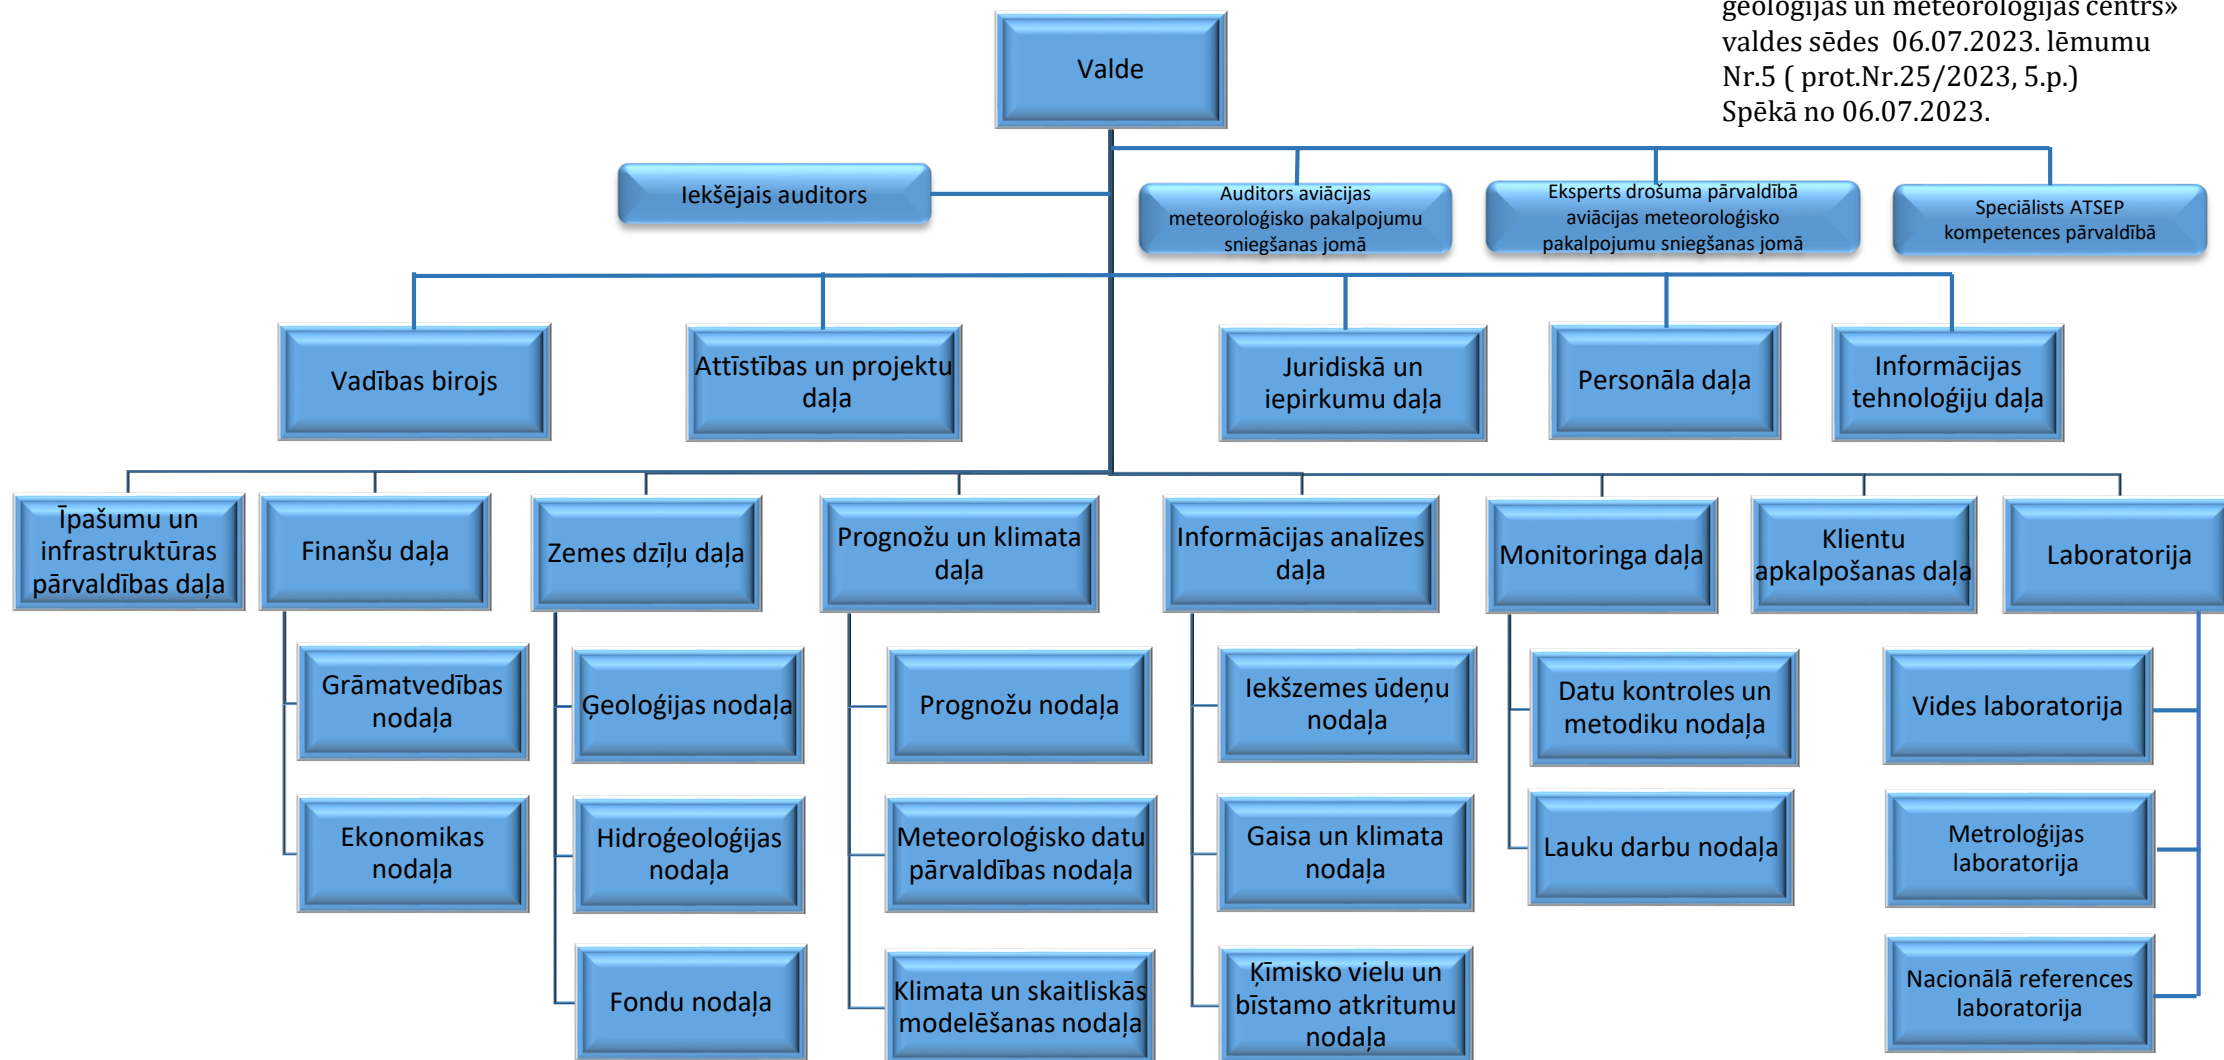 ģeoloģijas un meteoroloģijas centrs»
valdes sēdes 06.07.2023. lēmumu
Nr.5 ( prot.Nr.25/2023, 5.p.)
Spēkā no 06.07.2023.
Valde
Iekšējais auditors
Auditors aviācijas
meteoroloģisko pakalpojumu
sniegšanas jomā
Eksperts drošuma pārvaldībā
aviācijas meteoroloģisko
pakalpojumu sniegšanas jomā
Speciālists ATSEP
kompetences pārvaldībā
Vadības birojs
Attīstības un projektu
daļa
Juridiskā un
iepirkumu daļa
Personāla daļa
Informācijas
tehnoloģiju daļa
Īpašumu un
infrastruktūras
pārvaldības daļa
Finanšu daļa
Zemes dzīļu daļa
Prognožu un klimata
daļa
Informācijas analīzes
daļa
Monitoringa daļa
Klientu
apkalpošanas daļa
Laboratorija
Grāmatvedības
nodaļa
Ģeoloģijas nodaļa
Prognožu nodaļa
Iekšzemes ūdeņu
nodaļa
Datu kontroles un
metodiku nodaļa
Vides laboratorija
Ekonomikas
nodaļa
Hidroģeoloģijas
nodaļa
Meteoroloģisko datu
pārvaldības nodaļa
Gaisa un klimata
nodaļa
Lauku darbu nodaļa
Metroloģijas
laboratorija
Fondu nodaļa
Klimata un skaitliskās
modelēšanas nodaļa
Ķīmisko vielu un
bīstamo atkritumu
nodaļa
Nacionālā references
laboratorija